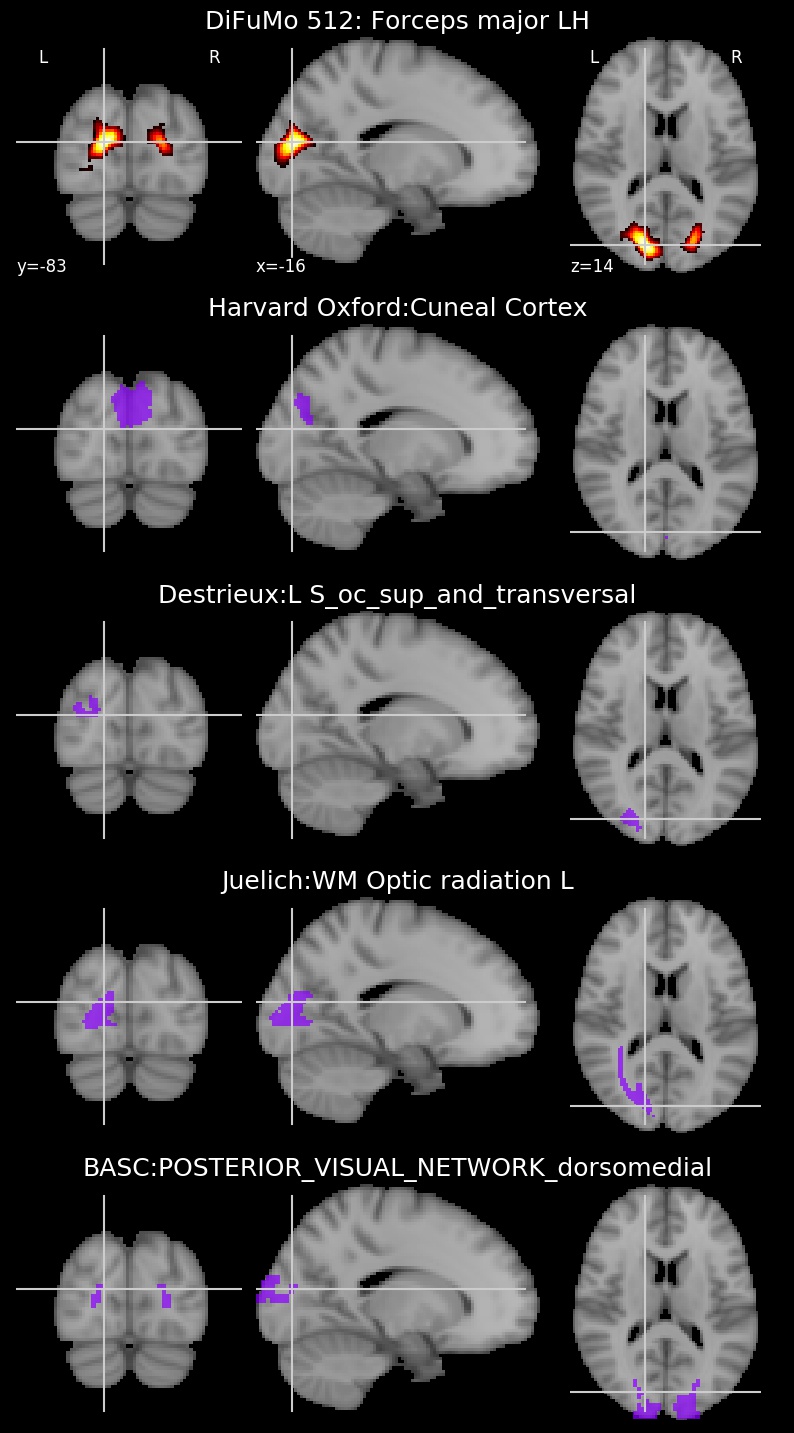 DiFuMo 512: Forceps major LH
L R L R
y=-83 x=-16 z=14
Harvard Oxford:Cuneal Cortex
Destrieux:L S_oc_sup_and_transversal
Juelich:WM Optic radiation L
BASC:POSTERIOR_VISUAL_NETWORK_dorsomedial